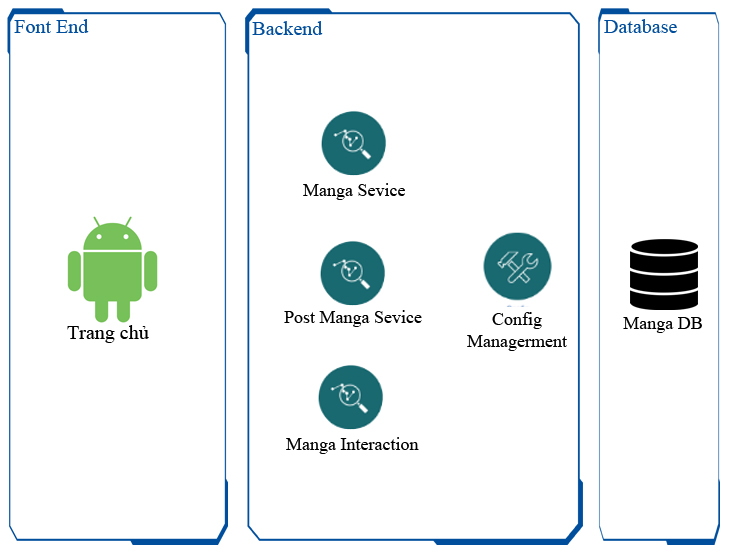 Font End
Backend
Database
Manga Sevice
Post Manga Sevice
Manga Interaction
Config
Managerment
Trang chủ
Manga DB